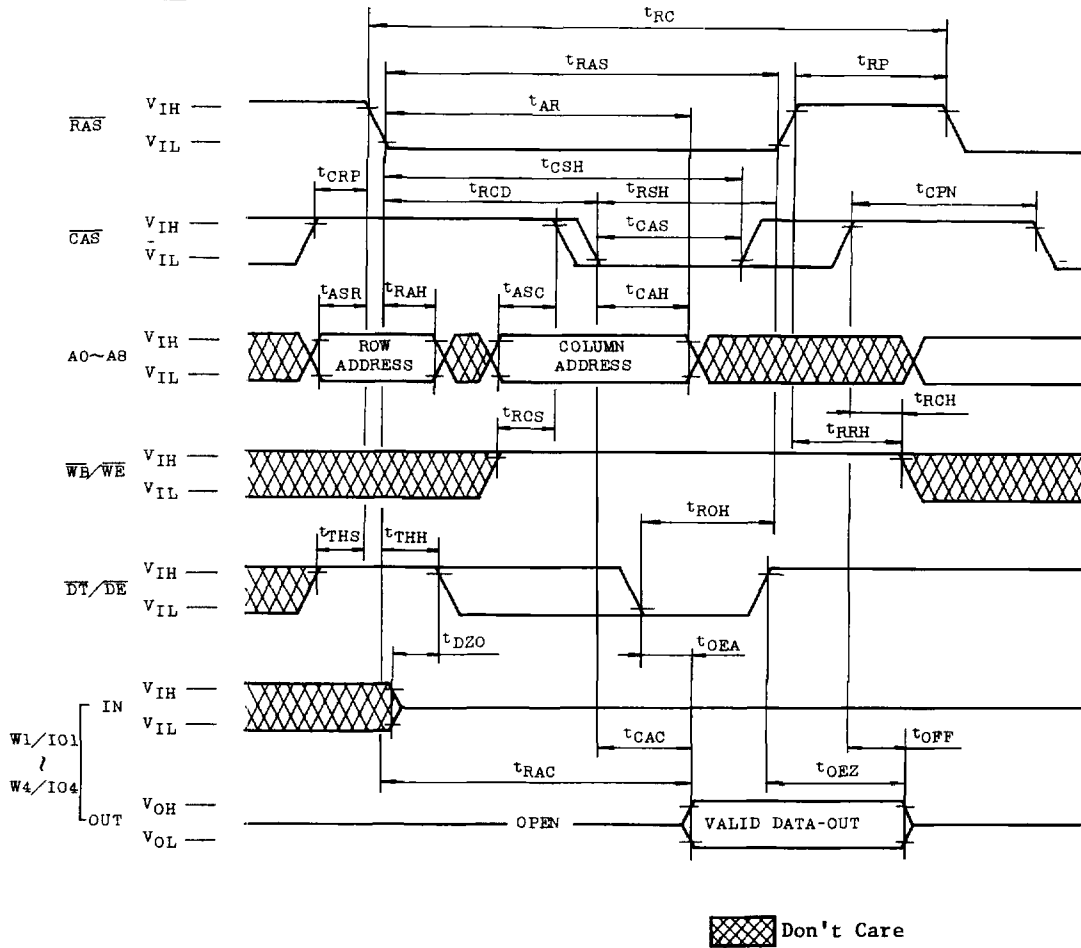 tRC
tRAS
tRP
tAR
RAS
VIH
VIL
tCSH
tCRP
tRCD
tRSH
tCPN
CAS
VIH
VIL
tCAS
tASR
tRAH
tASC
tCAH
A0~A8
VIH
VIL
ROW
ADDRESS
COLUMN
ADDRESS
tRCS
tRCH
tRRH
WB/WE
VIH
VIL
tROH
tTHS
tTHH
DT/OE
VIH
VIL
tDZO
tOEA
W1/IO1
~
W4/IO4
IN
VIH
VIL
tCAC
tOFF
tRAC
tOEZ
OUT
VOH
VOL
OPEN
VALID DATA-OUT
Don't Care